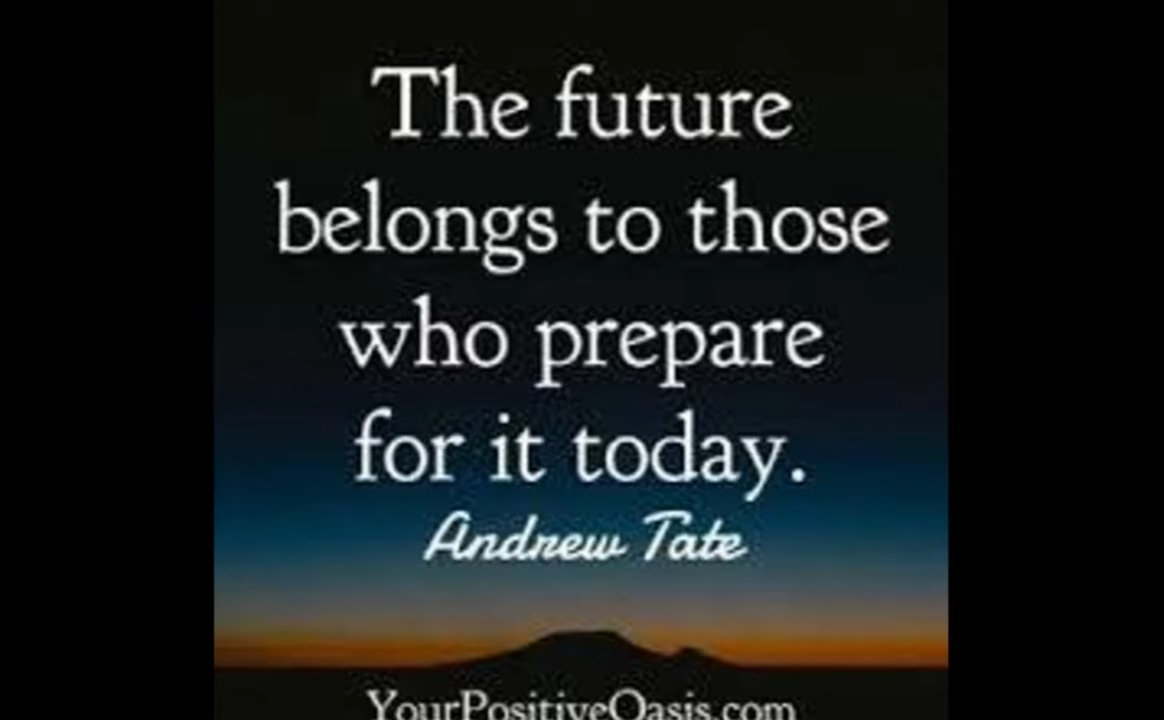 The future
belongs to those
who prepare
for it today.
Andrew Tate
YourPositiveOasis.com